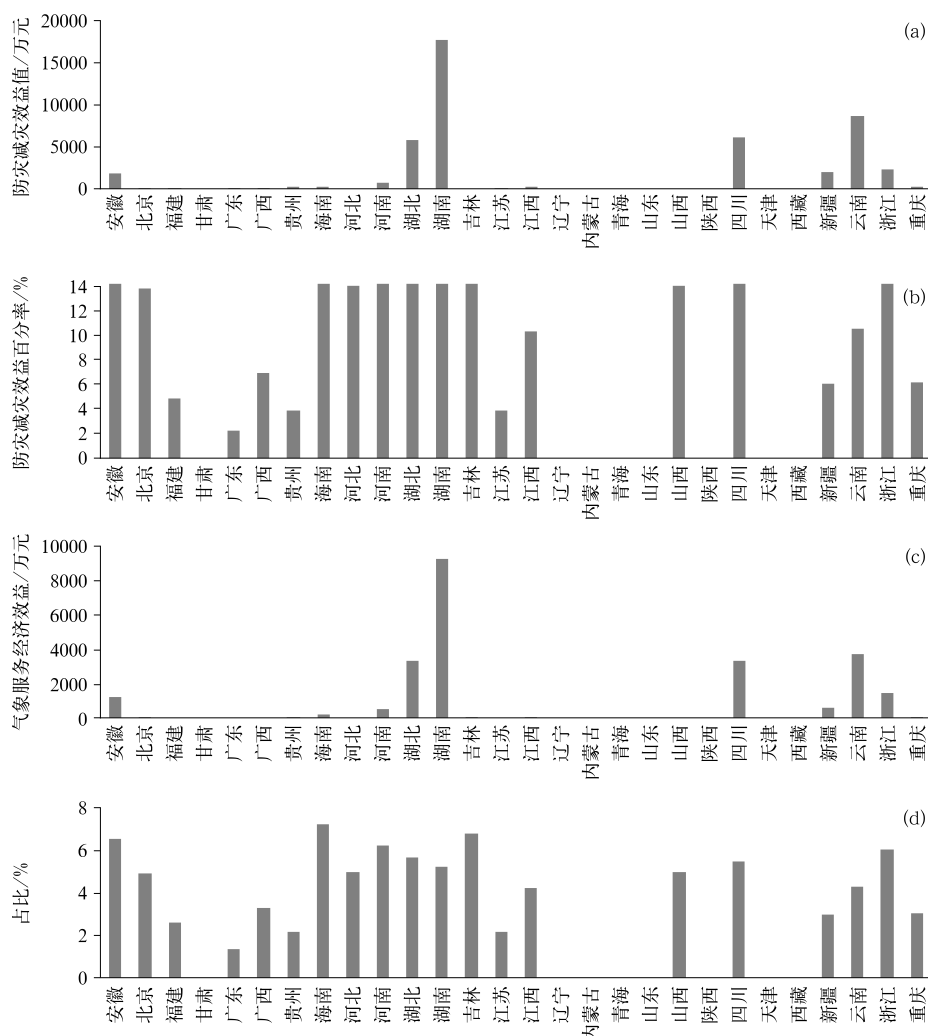 (a)
防灾减灾效益值/万元
20000
15000
10000
5000
0
安徽 北京 福建 甘肃 广东 广西 贵州 海南 河北 河南 湖北 湖南 吉林 江苏 江西 辽宁 内蒙古 青海 山东 山西 陕西 四川 天津 西藏 新疆 云南 浙江 重庆
(b)
防灾减灾效益百分率/%
14
12
10
8
6
4
2
0
安徽 北京 福建 甘肃 广东 广西 贵州 海南 河北 河南 湖北 湖南 吉林 江苏 江西 辽宁 内蒙古 青海 山东 山西 陕西 四川 天津 西藏 新疆 云南 浙江 重庆
(c)
气象服务经济效益/万元
10000
8000
6000
4000
2000
0
安徽 北京 福建 甘肃 广东 广西 贵州 海南 河北 河南 湖北 湖南 吉林 江苏 江西 辽宁 内蒙古 青海 山东 山西 陕西 四川 天津 西藏 新疆 云南 浙江 重庆
(d)
占比/%
8
6
4
2
0
安徽 北京 福建 甘肃 广东 广西 贵州 海南 河北 河南 湖北 湖南 吉林 江苏 江西 辽宁 内蒙古 青海 山东 山西 陕西 四川 天津 西藏 新疆 云南 浙江 重庆